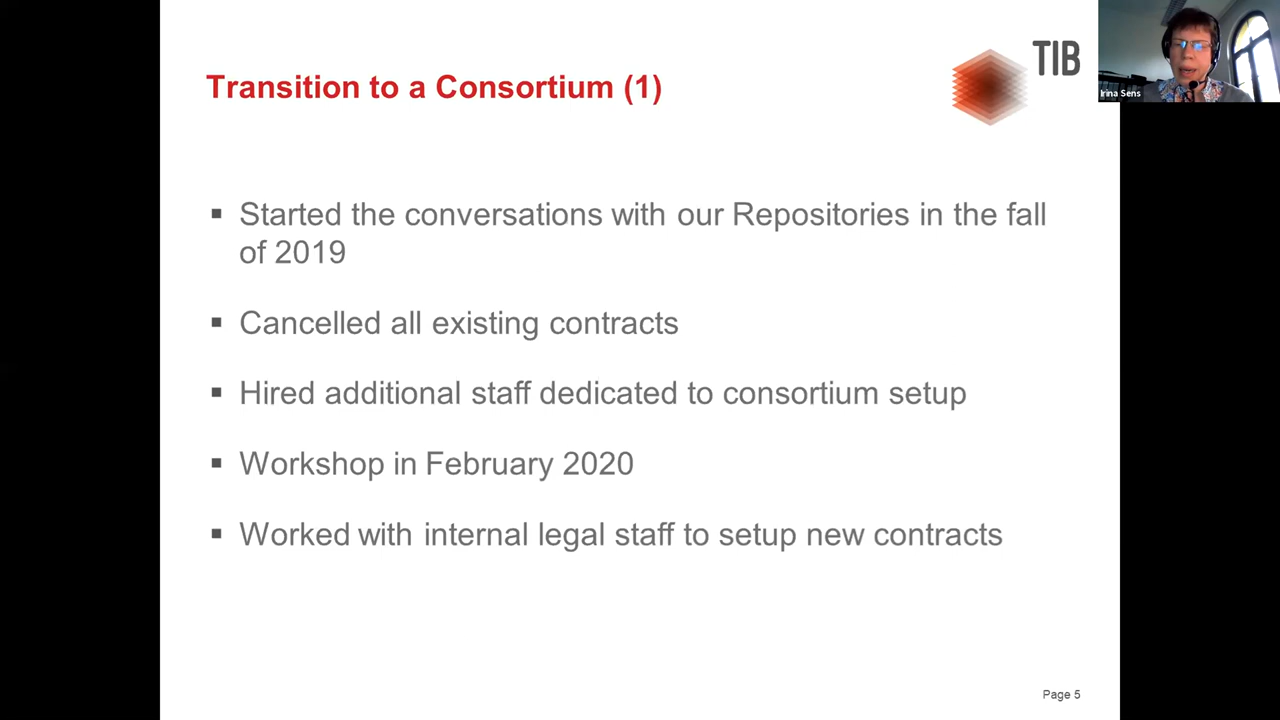 Transition to a Consortium (1)
TIB
Irina Sens
▪ Started the conversations with our Repositories in the fall
of 2019
▪ Cancelled all existing contracts
▪ Hired additional staff dedicated to consortium setup
▪ Workshop in February 2020
▪ Worked with internal legal staff to setup new contracts
Page 5